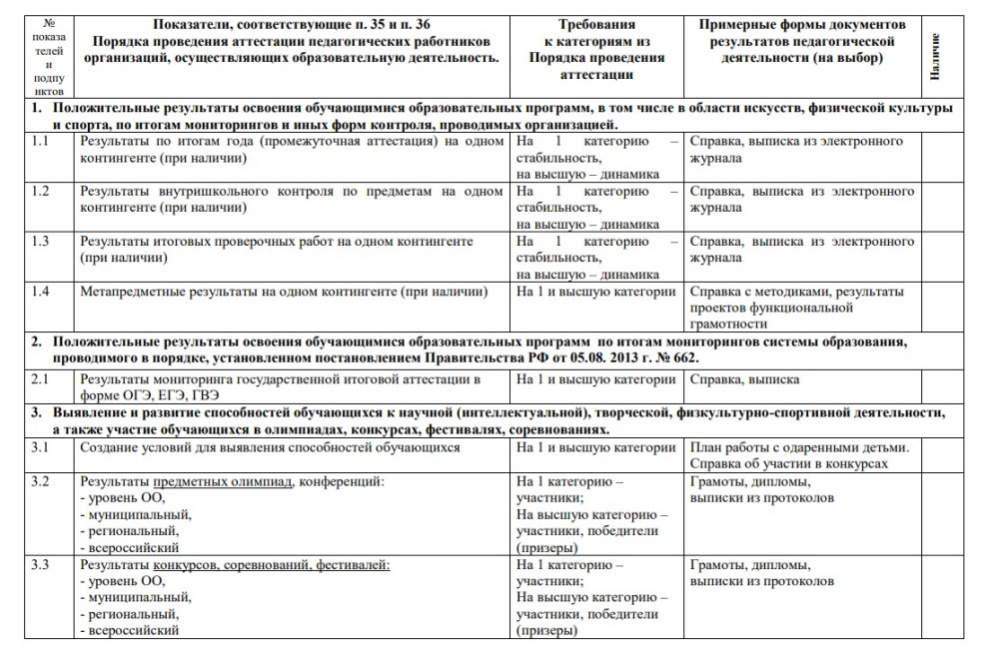 №
показа
телей
и
подпу
нктов
Показатели, соответствующие п. 35 и п. 36
Порядка проведения аттестации педагогических работников
организаций, осуществляющих образовательную деятельность.
Требования
к категориям из
Порядка проведения
аттестации
Примерные формы документов
результатов педагогической
деятельности (на выбор)
Наличие
1. Положительные результаты освоения обучающимися образовательных программ, в том числе в области искусств, физической культуры
и спорта, по итогам мониторингов и иных форм контроля, проводимых организацией.
1.1
Результаты по итогам года (промежуточная аттестация) на одном
контингенте (при наличии)
На 1 категорию –
стабильность,
на высшую – динамика
Справка, выписка из электронного
журнала
1.2
Результаты внутришкольного контроля по предметам на одном
контингенте (при наличии)
На 1 категорию –
стабильность,
на высшую – динамика
Справка, выписка из электронного
журнала
1.3
Результаты итоговых проверочных работ на одном контингенте
(при наличии)
На 1 категорию –
стабильность,
на высшую – динамика
Справка, выписка из электронного
журнала
1.4
Метапредметные результаты на одном контингенте (при наличии)
На 1 и высшую категории
Справка с методиками, результаты
проектов функциональной
грамотности
2. Положительные результаты освоения обучающимися образовательных программ по итогам мониторингов системы образования,
проводимого в порядке, установленном постановлением Правительства РФ от 05.08. 2013 г. № 662.
2.1
Результаты мониторинга государственной итоговой аттестации в
форме ОГЭ, ЕГЭ, ГВЭ
На 1 и высшую категории
Справка, выписка
3. Выявление и развитие способностей обучающихся к научной (интеллектуальной), творческой, физкультурно-спортивной деятельности,
а также участие обучающихся в олимпиадах, конкурсах, фестивалях, соревнованиях.
3.1
Создание условий для выявления способностей обучающихся
На 1 и высшую категории
План работы с одаренными детьми.
Справка об участии в конкурсах
3.2
Результаты предметных олимпиад, конференций:
- уровень ОО,
- муниципальный,
- региональный,
- всероссийский
На 1 категорию –
участники;
На высшую категорию –
участники, победители
(призеры)
Грамоты, дипломы,
выписки из протоколов
3.3
Результаты конкурсов, соревнований, фестивалей:
- уровень ОО,
- муниципальный,
- региональный,
- всероссийский
На 1 категорию –
участники;
На высшую категорию –
участники, победители
(призеры)
Грамоты, дипломы,
выписки из протоколов